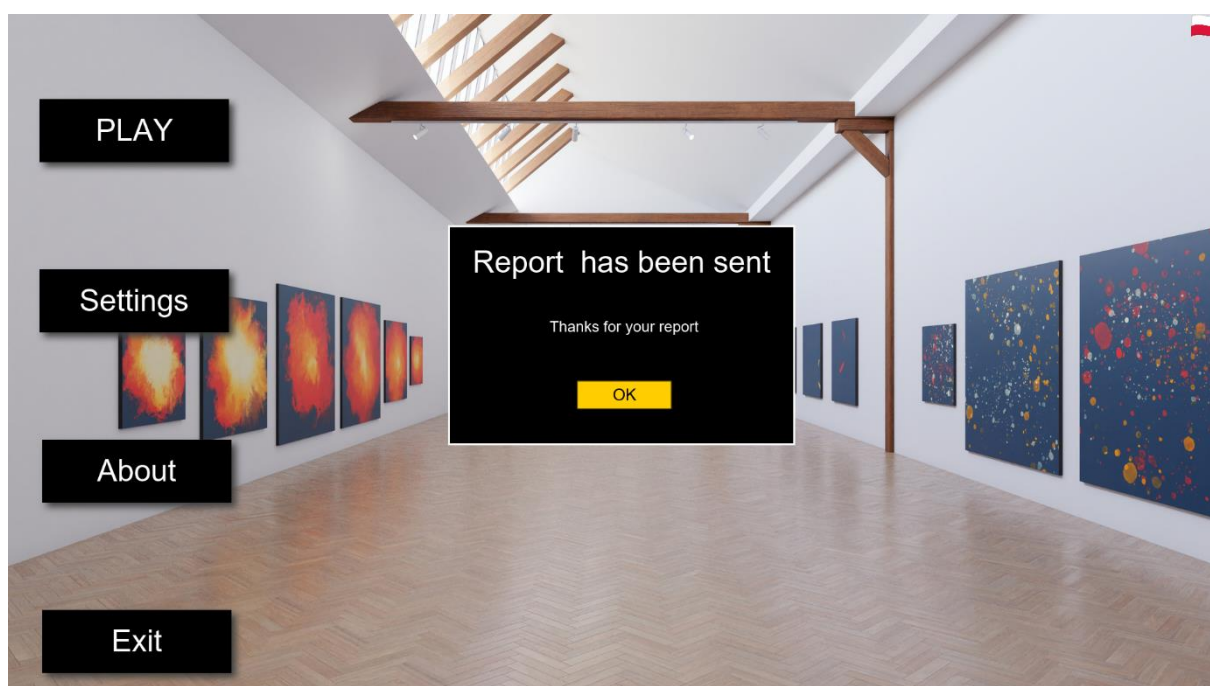 PLAY
Settings
About
Exit
Report  has been sent
Thanks for your report
OK